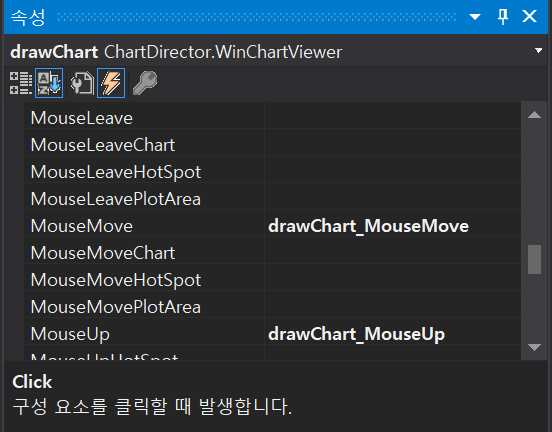 속성
drawChart ChartDirector.WinChartViewer
MouseLeave
MouseLeaveChart
MouseLeaveHotSpot
MouseLeavePlotArea
MouseMove drawChart_MouseMove
MouseMoveChart
MouseMoveHotSpot
MouseMovePlotArea
MouseUp drawChart_MouseUp
MouseUpHotSpot
Click
구성 요소를 클릭할 때 발생합니다.